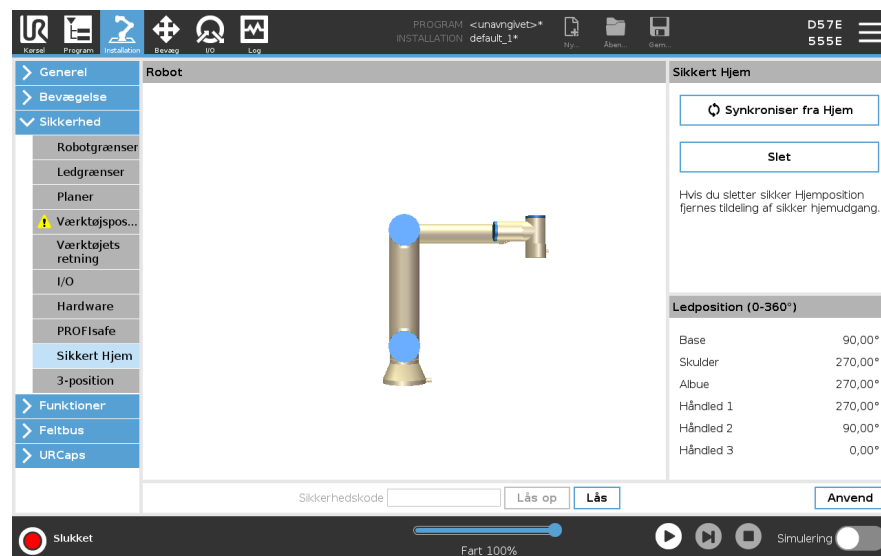 PROGRAM <unavngivet>*
INSTALLATION default_1*
Kørsel
Program
Installation
Bevæg
I/O
Log
Ny...
Åben...
Gem...
D57E
555E
Generel
Bevægelse
Sikkerhed
Robotgrænser
Ledgrænser
Planer
Værktøjspos...
Værktøjets
retning
I/O
Hardware
PROFIsafe
Sikkert Hjem
3-position
Funktioner
Feltbus
URCaps
Robot
Sikkert Hjem
Synkroniser fra Hjem
Slet
Hvis du sletter sikker Hjemposition
fjernes tildeling af sikker hjemudgang.
Ledposition (0-360°)
Base 90,00°
Skulder 270,00°
Albue 270,00°
Håndled 1 270,00°
Håndled 2 90,00°
Håndled 3 0,00°
Sikkerhedskode
Lås op
Lås
Anvend
Slukket
Fart 100%
Simulering